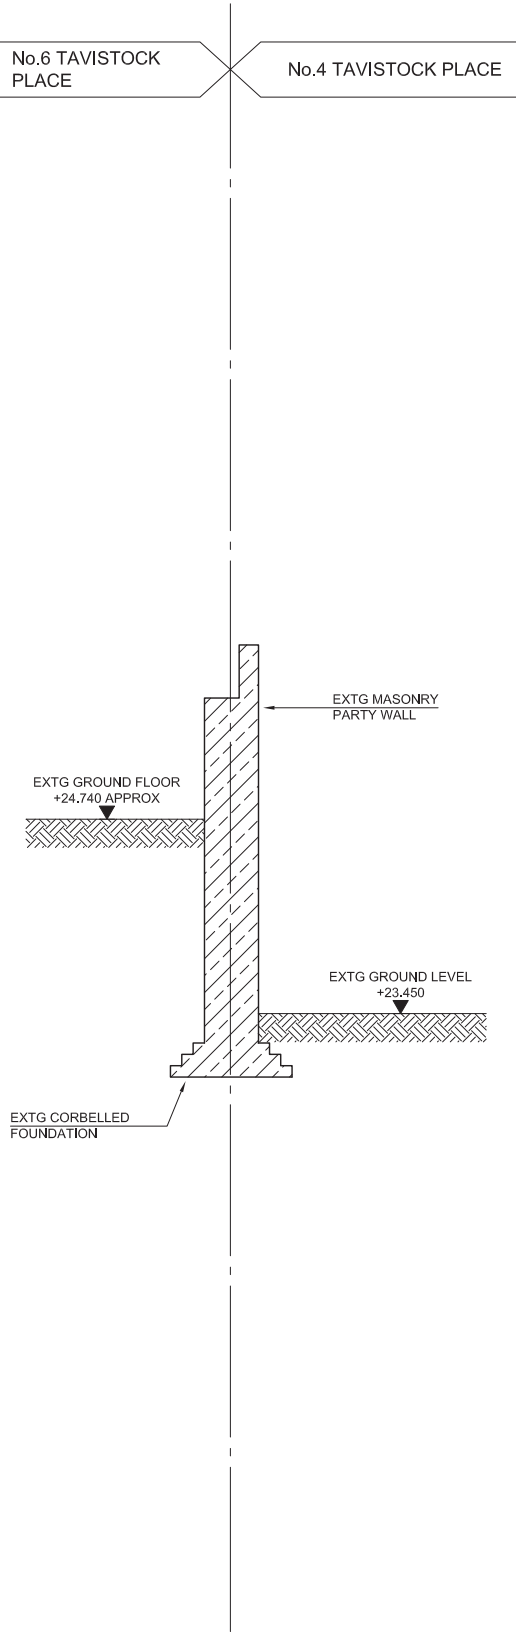 No.6 TAVISTOCK
PLACE
No.4 TAVISTOCK PLACE
EXTG MASONRY
PARTY WALL
EXTG GROUND FLOOR
+24.740 APPROX
EXTG GROUND LEVEL
+23.450
EXTG CORBELLED
FOUNDATION